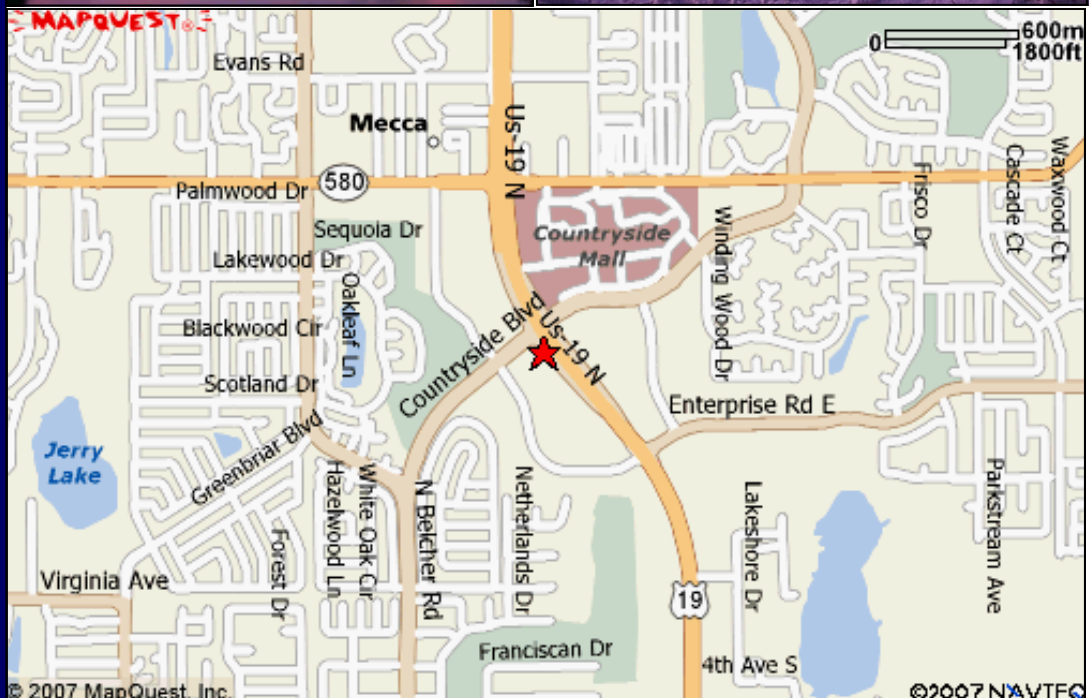 MAPQUEST®
0 600m
1800ft
Evans Rd
Mecca
Us-19 N
580
Palmwood Dr
Sequoia Dr
Lakewood Dr
Oakleaf Ln
Blackwood Cir
Scotland Dr
Countryside
Mall
Winding Wood Dr
Frisco Dr
Cascade Ct
Waxwood Ct
Countryside Blvd
Us-19 N
Enterprise Rd E
Jerry
Lake
Greenbriar Blvd
Hazelwood Ln
White Oak Cir
N Belcher Rd
Netherlands Dr
Lakeshore Dr
Parkstream Ave
Forest Dr
Virginia Ave
19
Franciscan Dr
4th Ave S
© 2007 MapQuest, Inc.
©2007 NAVTEQ